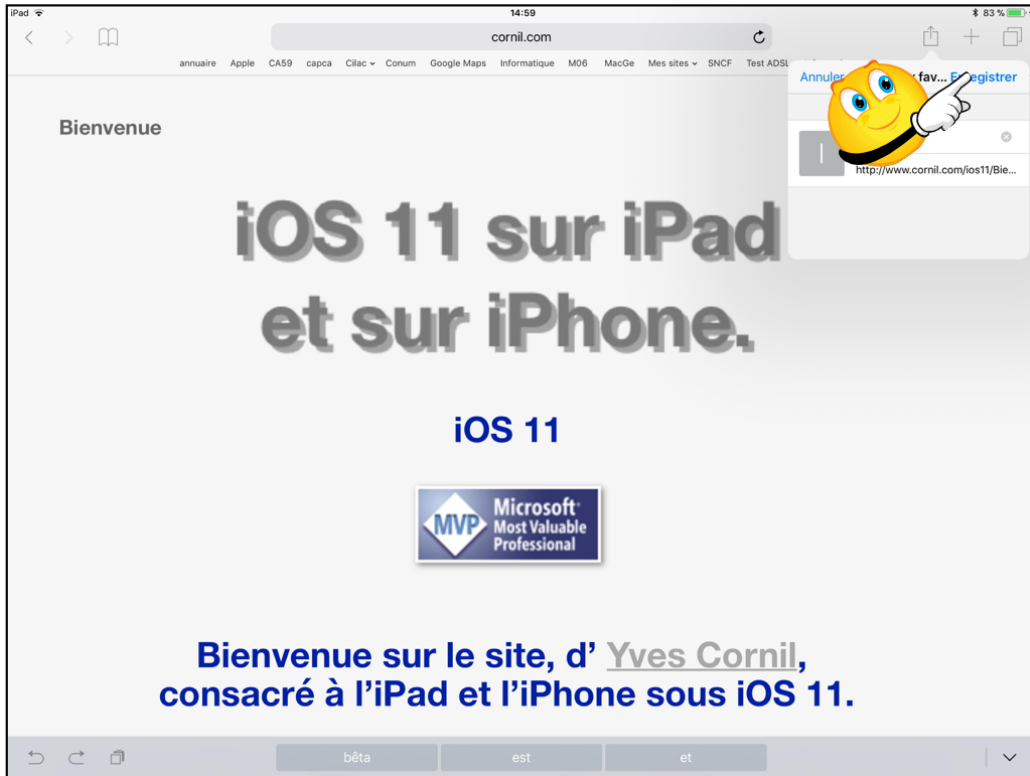 iPad 14:59 83 %
cornil.com
annuaire Apple CA59 capca Cilac Conum Google Maps Informatique M06 MacGe Mes sites SNCF Test ADSL
Annuler fav... Enregistrer
Bienvenue
I
http://www.cornil.com/ios11/Bie...
iOS 11 sur iPad
et sur iPhone.
iOS 11
MVP
Microsoft
Most Valuable
Professional
Bienvenue sur le site, d’ Yves Cornil,
consacré à l’iPad et l’iPhone sous iOS 11.
bêta est et